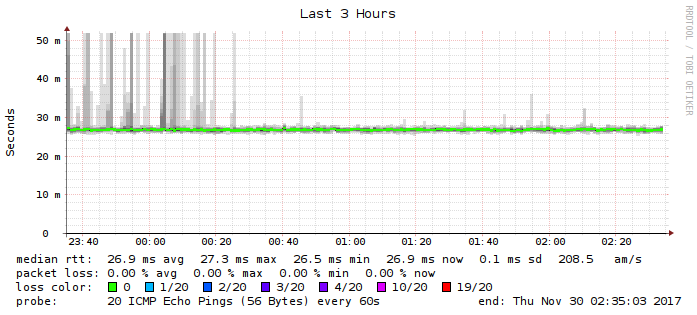 Last 3 Hours
RRDTOOL / TOBI OETIKER
Seconds
50 m
40 m
30 m
20 m
10 m
0
23:40 00:00 00:20 00:40 01:00 01:20 01:40 02:00 02:20
median rtt: 26.9 ms avg 27.3 ms max 26.5 ms min 26.9 ms now 0.1 ms sd 208.5 am/s
packet loss: 0.00 % avg 0.00 % max 0.00 % min 0.00 % now
loss color: 0 1/20 2/20 3/20 4/20 10/20 19/20
probe: 20 ICMP Echo Pings (56 Bytes) every 60s end: Thu Nov 30 02:35:03 2017